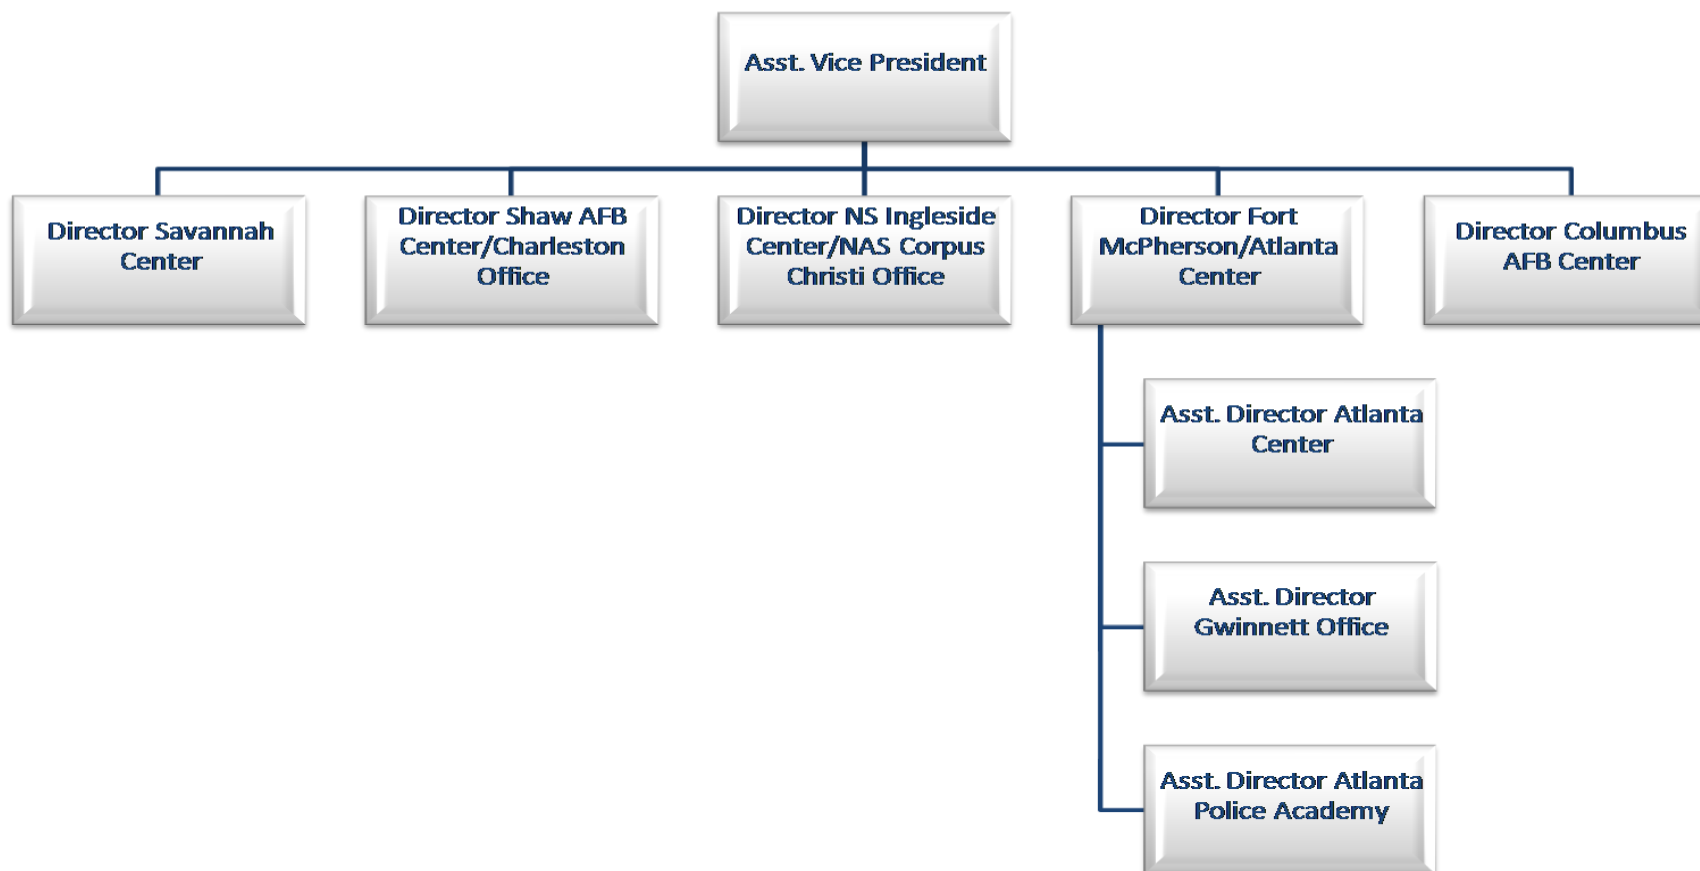 Asst. Vice President
Director Savannah
Center
Director Shaw AFB
Center/Charleston
Office
Director NS Ingleside
Center/NAS Corpus
Christi Office
Director Fort
McPherson/Atlanta
Center
Director Columbus
AFB Center
Asst. Director Atlanta
Center
Asst. Director
Gwinnett Office
Asst. Director Atlanta
Police Academy